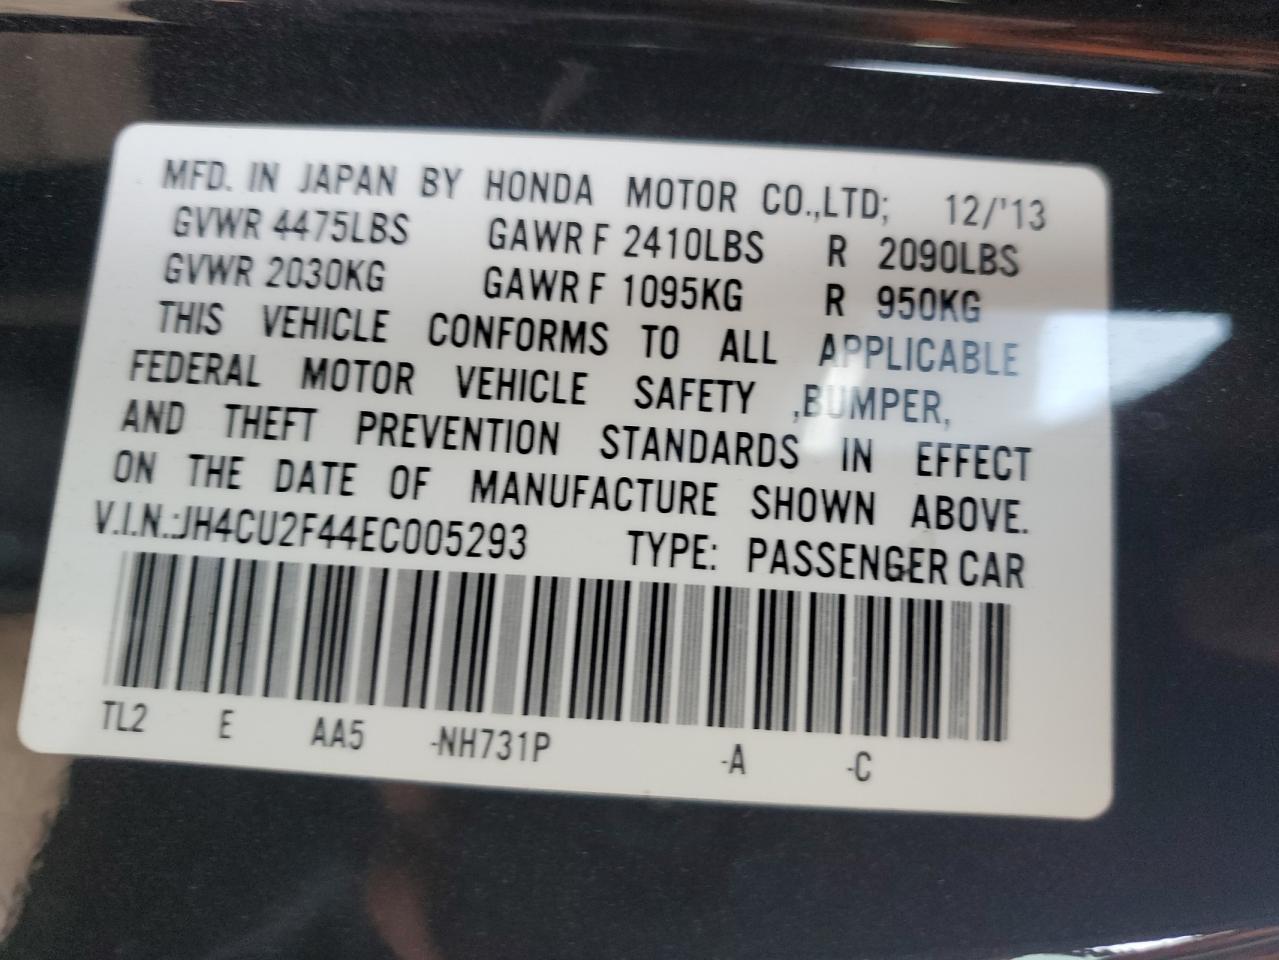 MFD. IN JAPAN BY HONDA MOTOR CO.,LTD; 12/'13
GVWR 4475LBS GAWR F 2410LBS R 2090LBS
GVWR 2030KG GAWR F 1095KG R 950KG
THIS VEHICLE CONFORMS TO ALL APPLICABLE
FEDERAL MOTOR VEHICLE SAFETY ,BUMPER,
AND THEFT PREVENTION STANDARDS IN EFFECT
ON THE DATE OF MANUFACTURE SHOWN ABOVE.
V.I.N.:JH4CU2F44EC005293 TYPE: PASSENGER CAR
TL2 E AA5 -NH731P -A -C